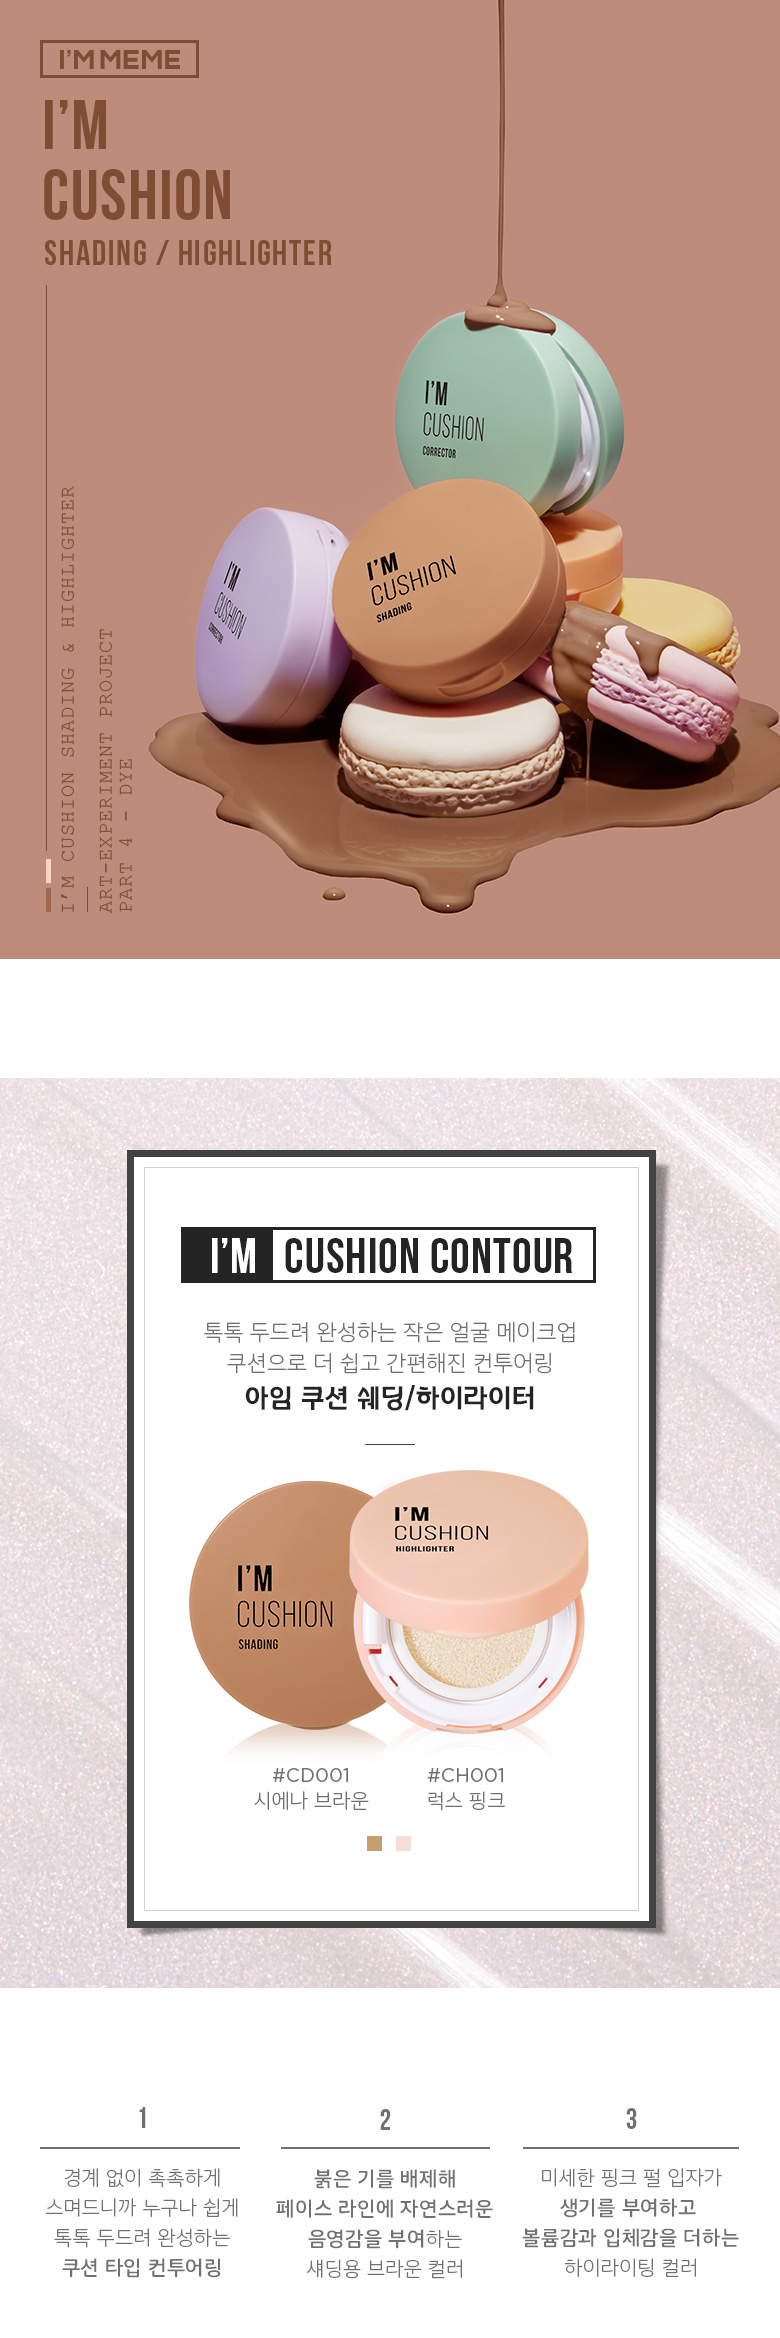 I'M MEME
I'M
CUSHION
SHADING / HIGHLIGHTER
I'M CUSHION SHADING & HIGHLIGHTER
ART-EXPERIMENT PROJECT
PART 4 - DYE
I'M
CUSHION
CORRECTOR
I'M
CUSHION
CORRECTOR
I'M
CUSHION
SHADING
I'M CUSHION CONTOUR
톡톡 두드려 완성하는 작은 얼굴 메이크업
쿠션으로 더 쉽고 간편해진 컨투어링
아임 쿠션 쉐딩/하이라이터
I'M
CUSHION
SHADING
I'M
CUSHION
HIGHLIGHTER
#CD001
시에나 브라운
#CH001
럭스 핑크
1
경계 없이 촉촉하게
스며드니까 누구나 쉽게
톡톡 두드려 완성하는
쿠션 타입 컨투어링
2
붉은 기를 배제해
페이스 라인에 자연스러운
음영감을 부여하는
섀딩용 브라운 컬러
3
미세한 핑크 펄 입자가
생기를 부여하고
볼륨감과 입체감을 더하는
하이라이팅 컬러